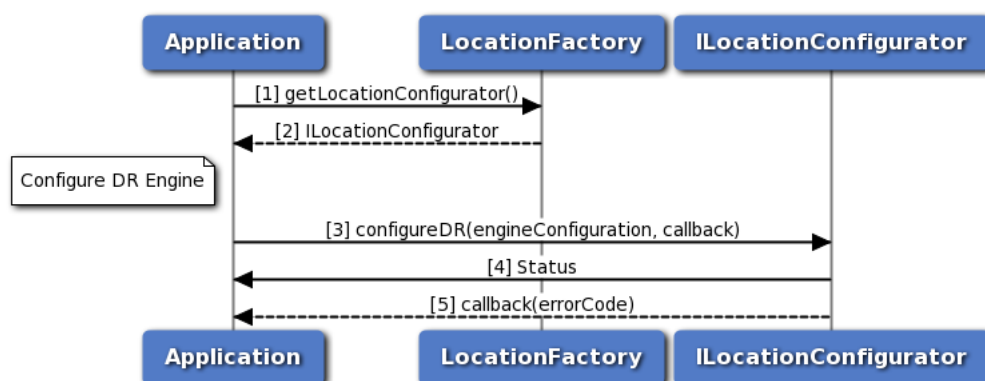 Application LocationFactory ILocationConfigurator
[1] getLocationConfigurator()
[2] ILocationConfigurator
Configure DR Engine
[3] configureDR(engineConfiguration, callback)
[4] Status
[5] callback(errorCode)
Application LocationFactory ILocationConfigurator